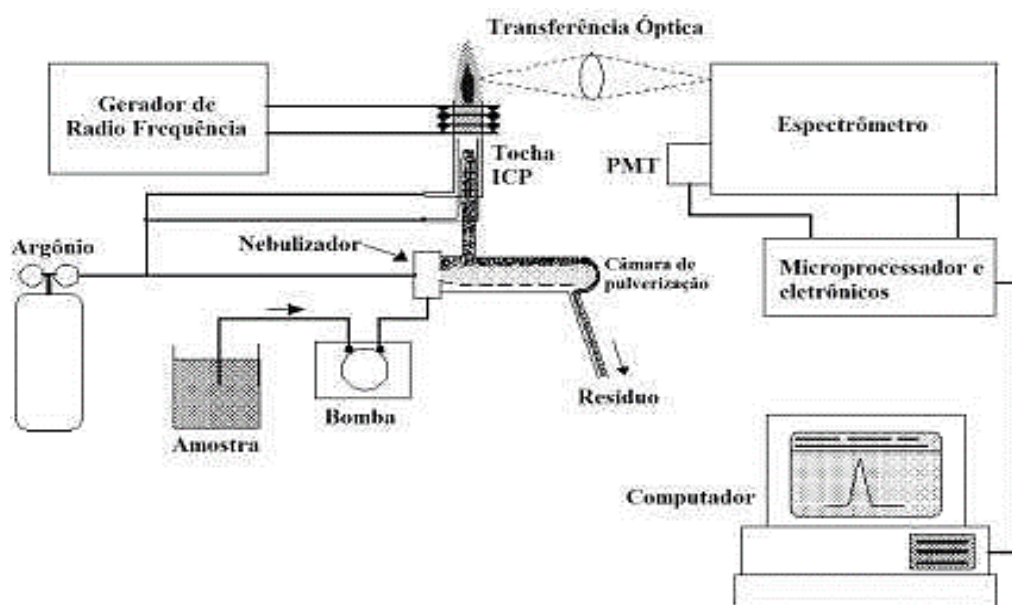 Transferência Óptica
Gerador de
Radio Frequência
Espectrômetro
Tocha
ICP
PMT
Argônio
Nebulizador
Câmara de
pulverização
Microprocessador e
eletrônicos
Amostra
Bomba
Resíduo
Computador